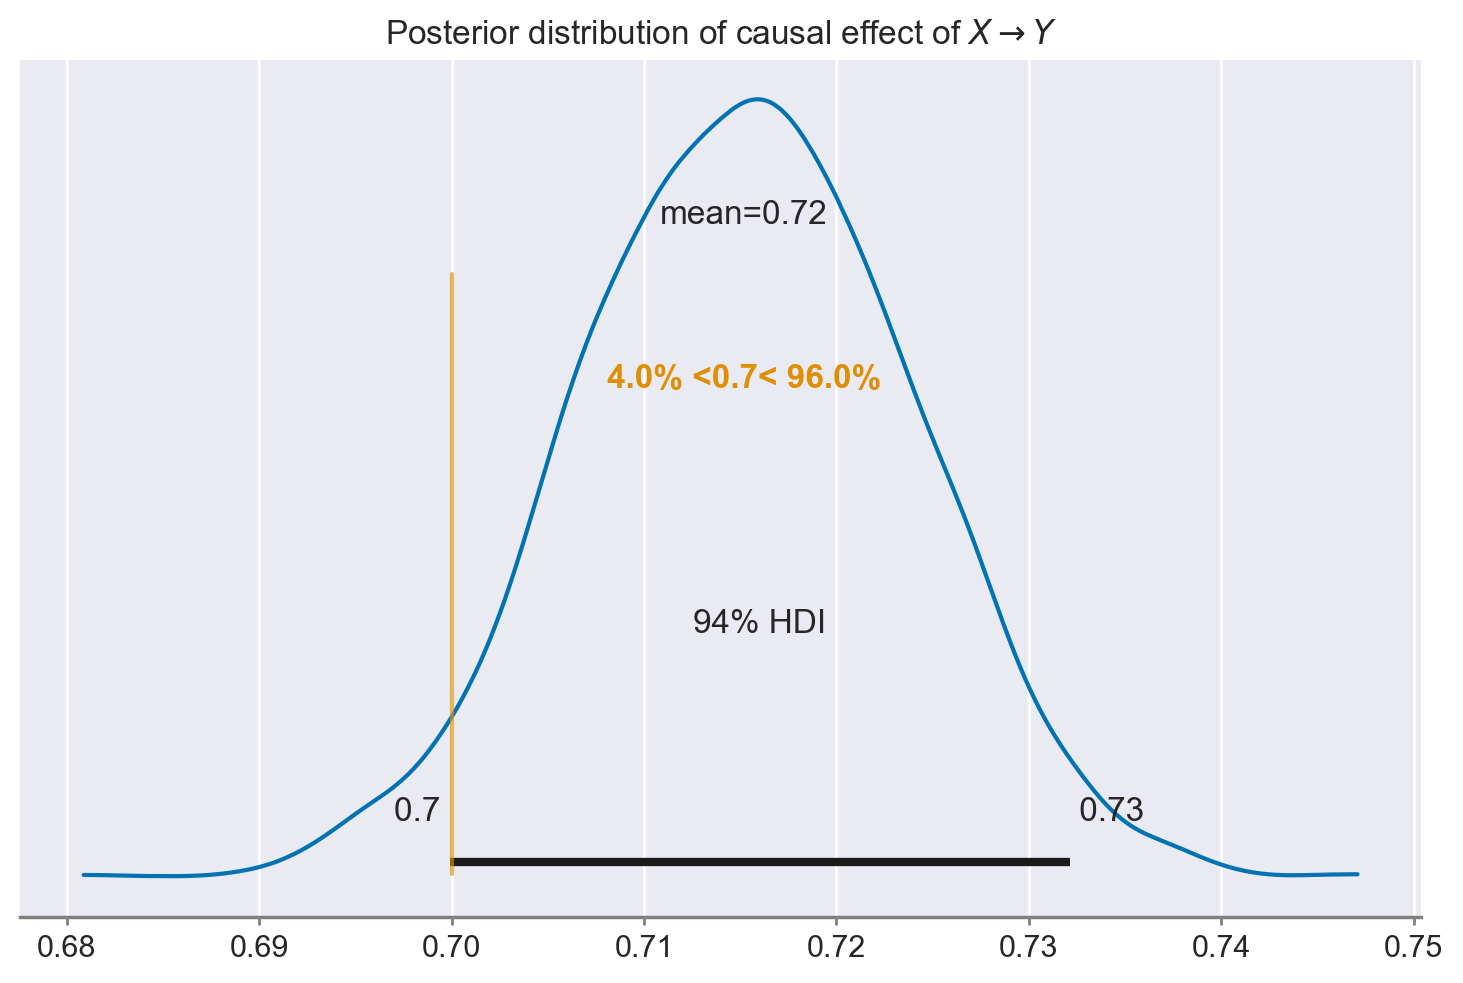 Posterior distribution of causal effect of X → Y
mean=0.72
4.0% <0.7< 96.0%
94% HDI
0.7 0.73
0.68 0.69 0.70 0.71 0.72 0.73 0.74 0.75